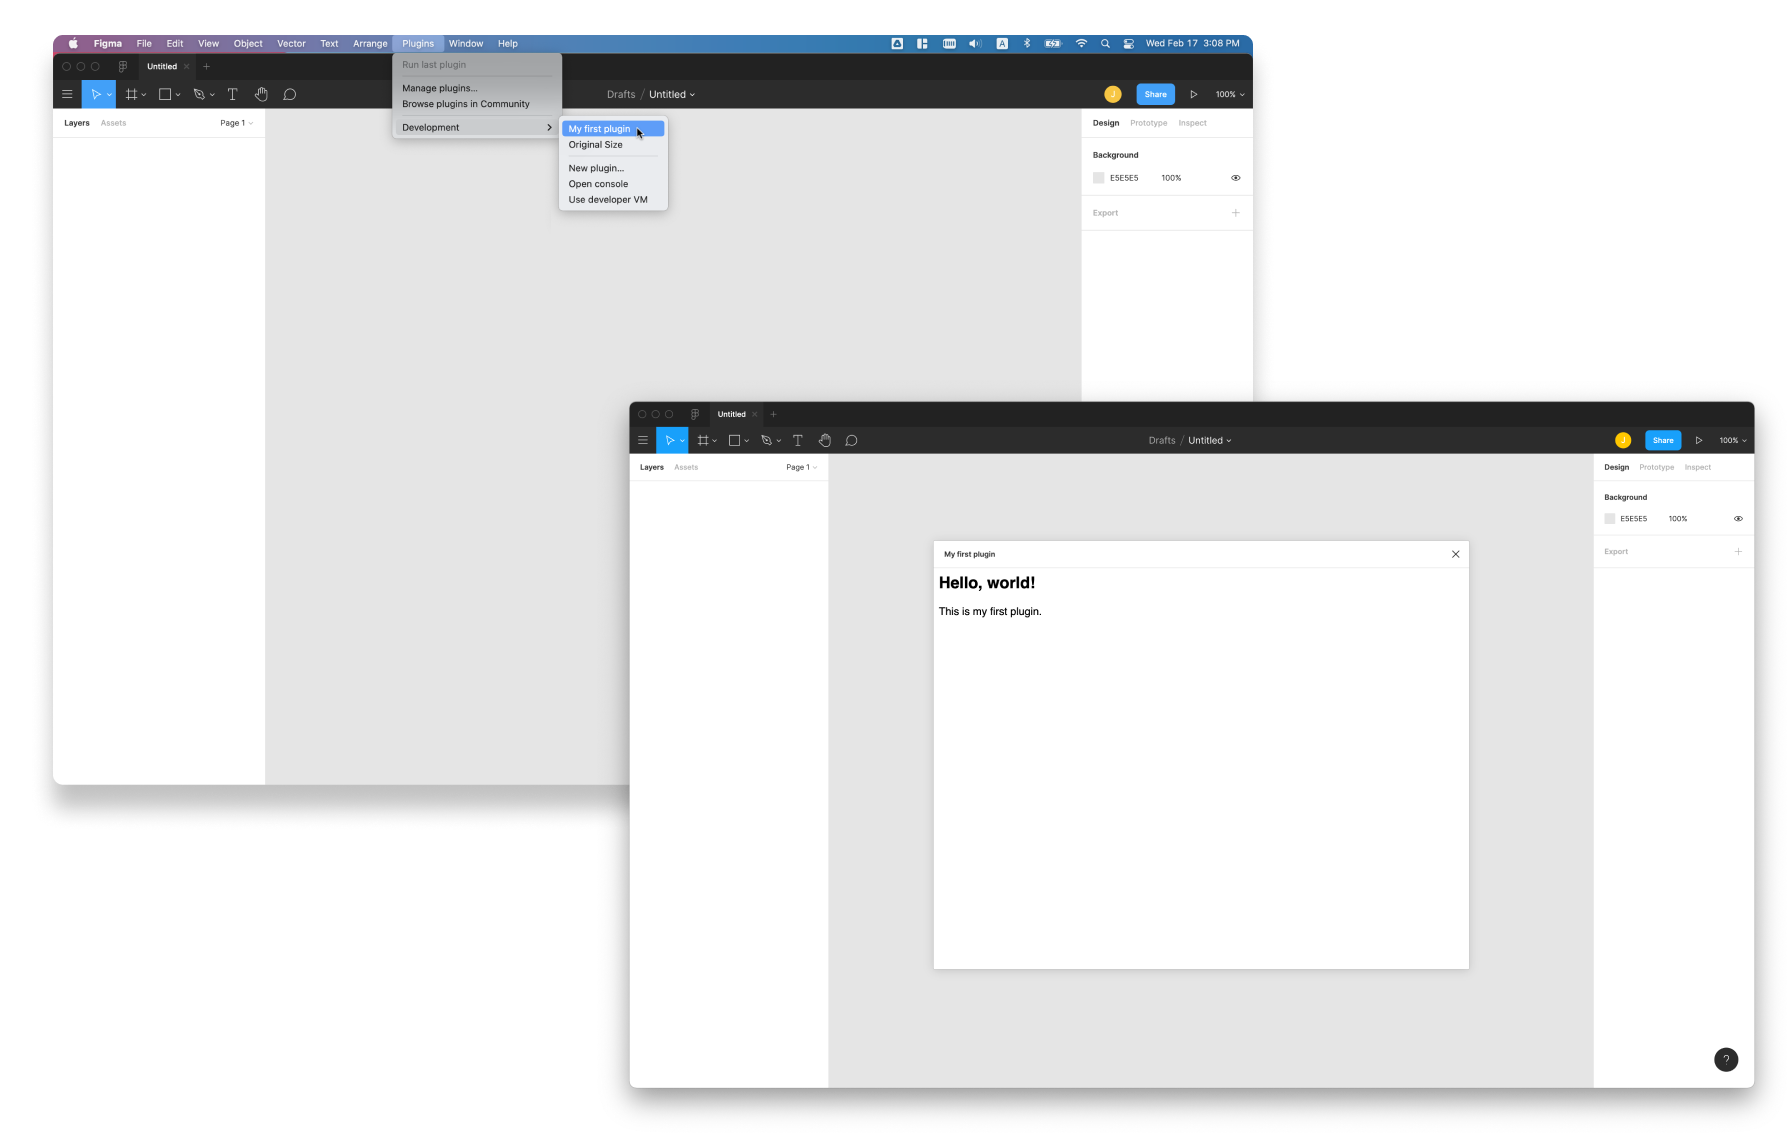 Figma File Edit View Object Vector Text Arrange Plugins Window Help A Wed Feb 17 3:08 PM
Untitled
Drafts / Untitled J Share 100%
Layers Assets Page 1
Run last plugin
Manage plugins...
Browse plugins in Community
Development
My first plugin
Original Size
New plugin...
Open console
Use developer VM
Design Prototype Inspect
Background
E5E5E5 100%
Export
Untitled
Drafts / Untitled J Share 100%
Layers Assets Page 1
Design Prototype Inspect
Background
E5E5E5 100%
Export
My first plugin
Hello, world!
This is my first plugin.
?